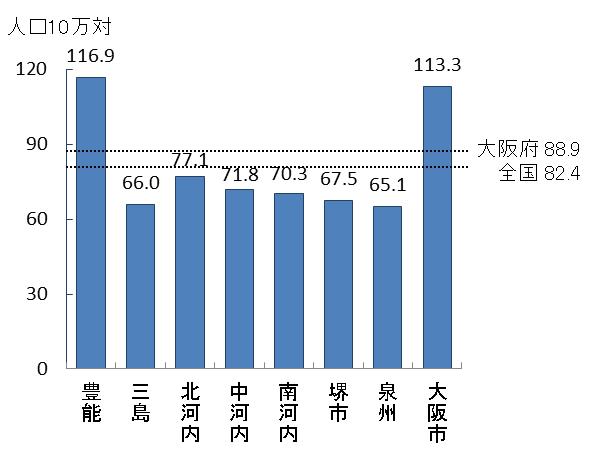 人口10万対
116.9
113.3
120
大阪府 88.9
90
77.1
全国 82.4
66.0
71.8
70.3
67.5
65.1
60
30
0
豊能
三島
北河内
中河内
南河内
堺市
泉州
大阪市